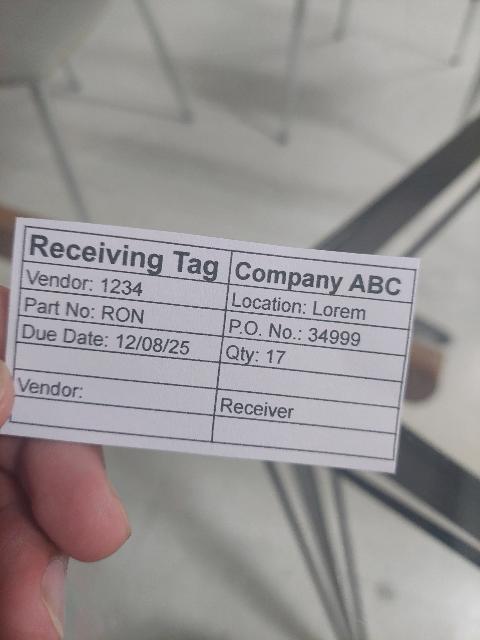 Receiving Tag Company ABC
Vendor: 1234 Location: Lorem
Part No: RON P.O. No.: 34999
Due Date: 12/08/25 Qty: 17
Vendor: Receiver